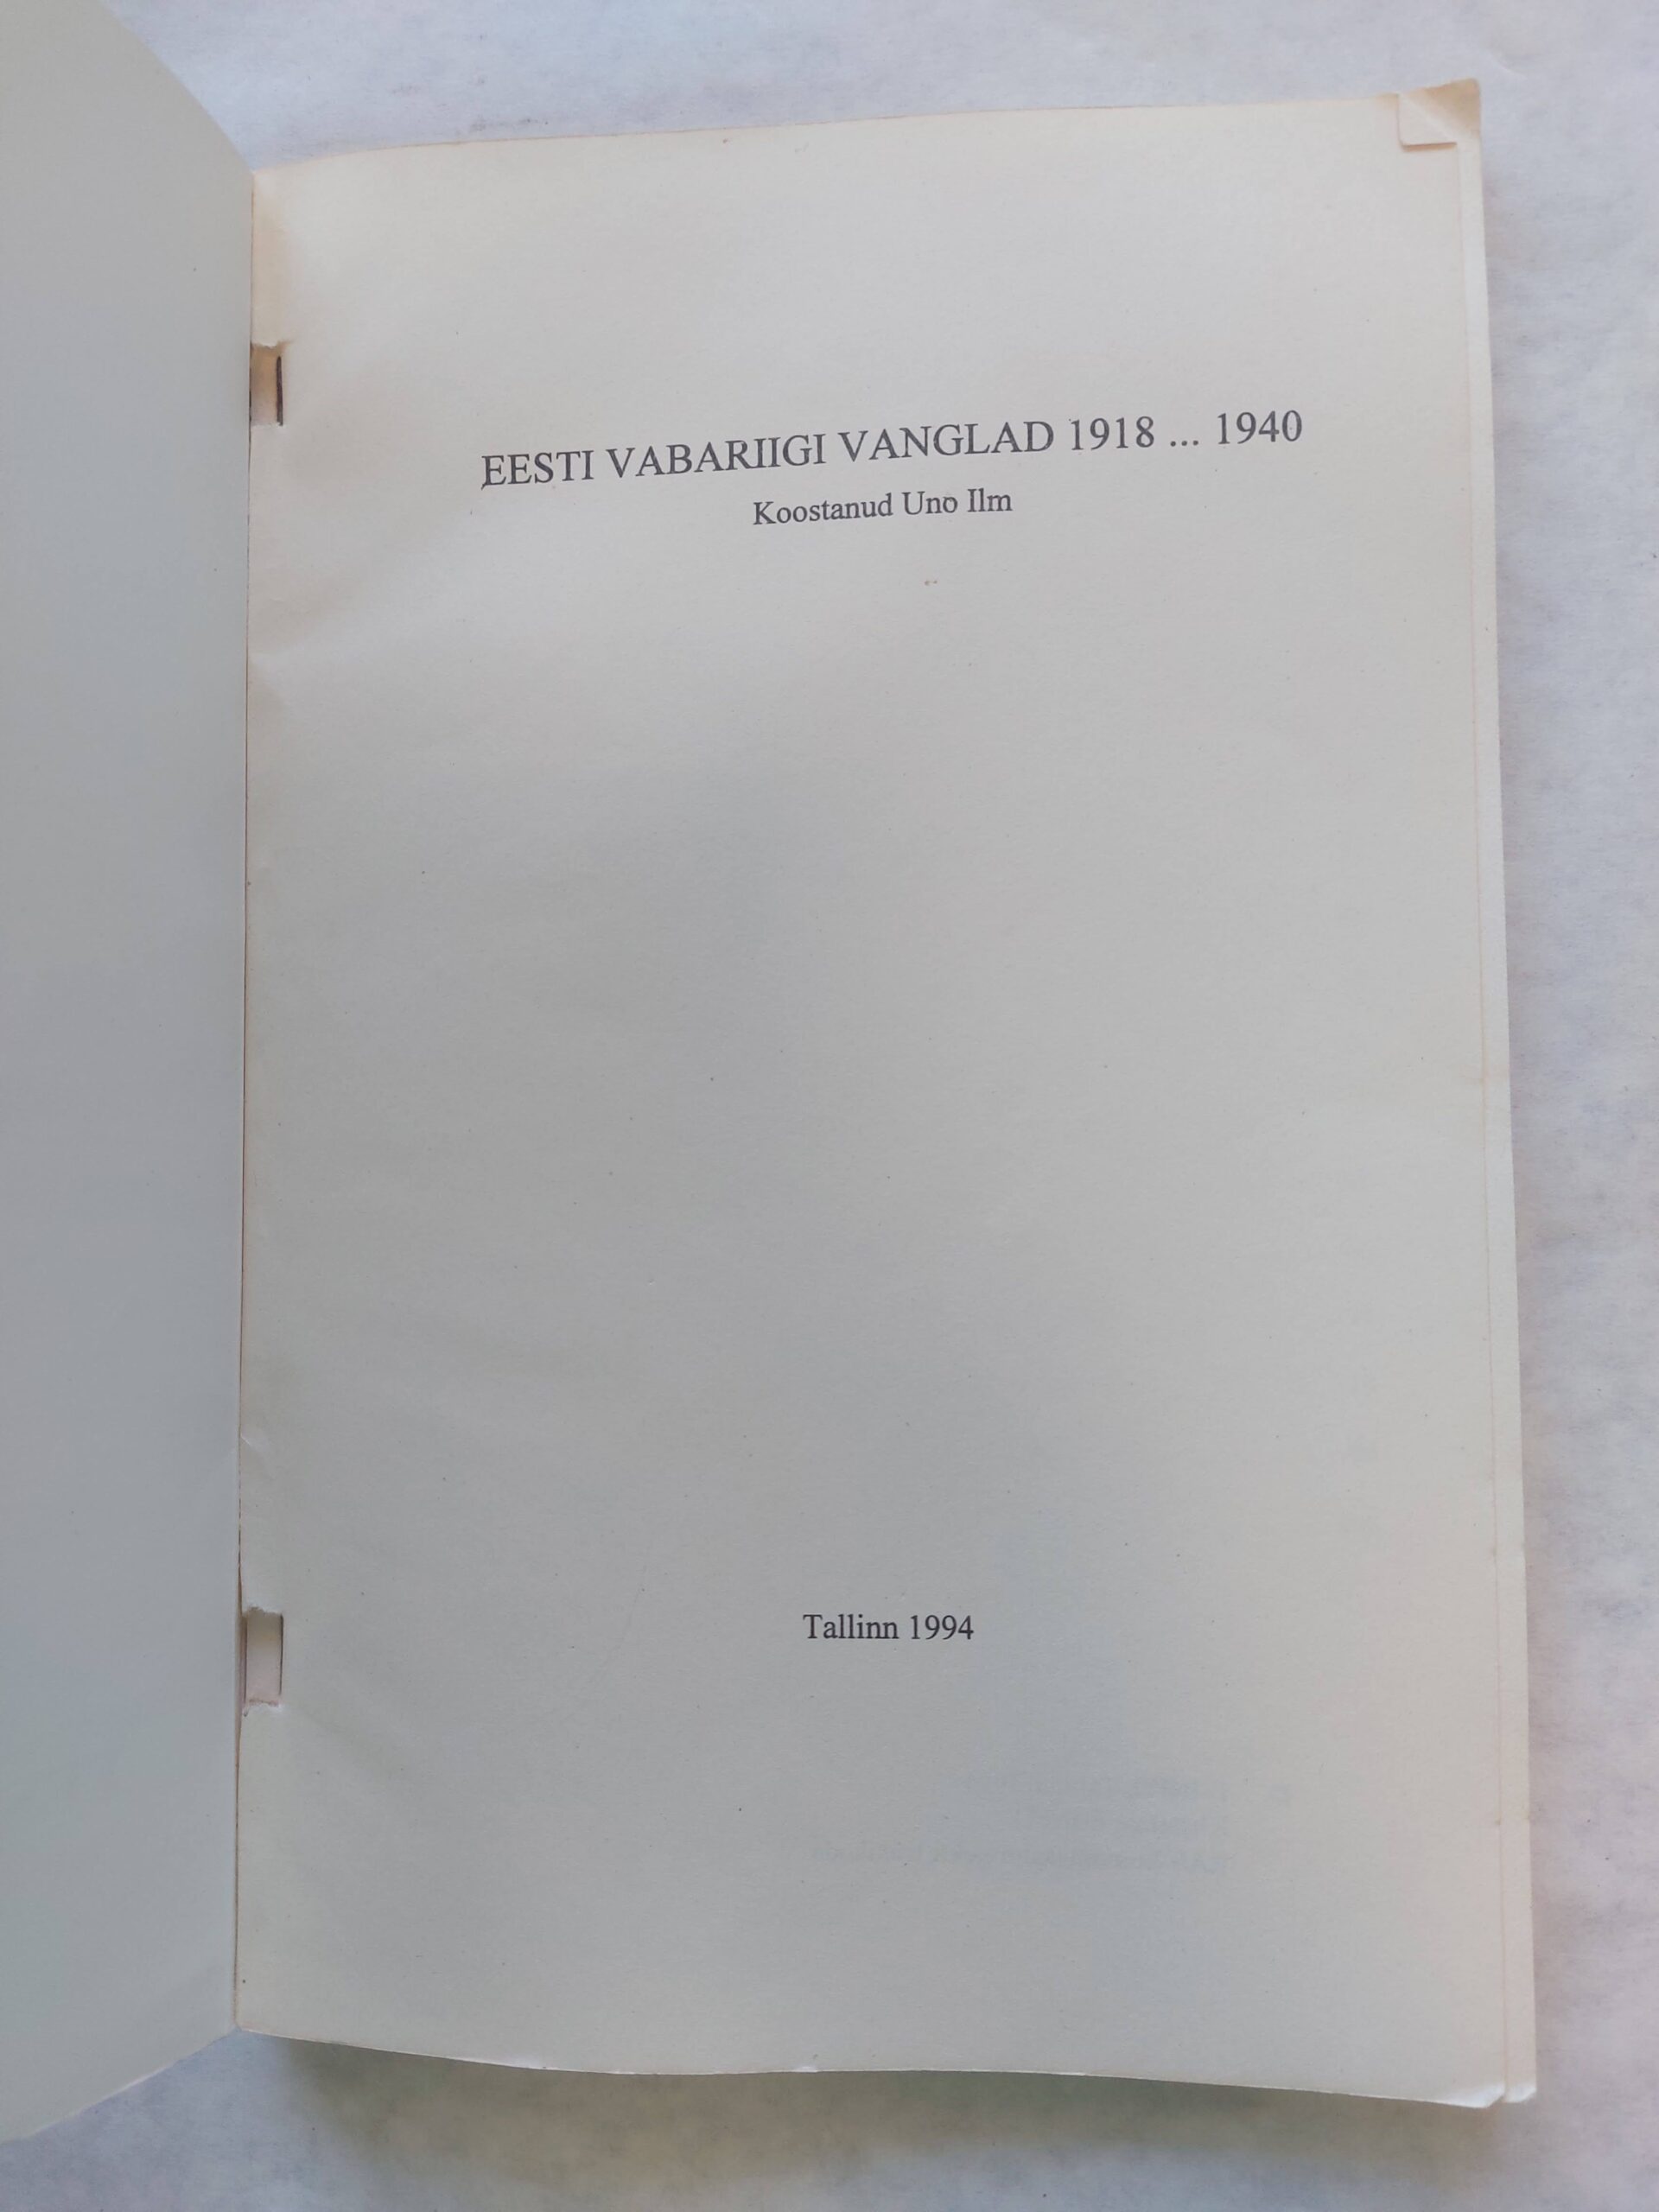 EESTI VABARIIGI VANGLAD 1918 ... 1940
Koostanud Uno Ilm
Tallinn 1994